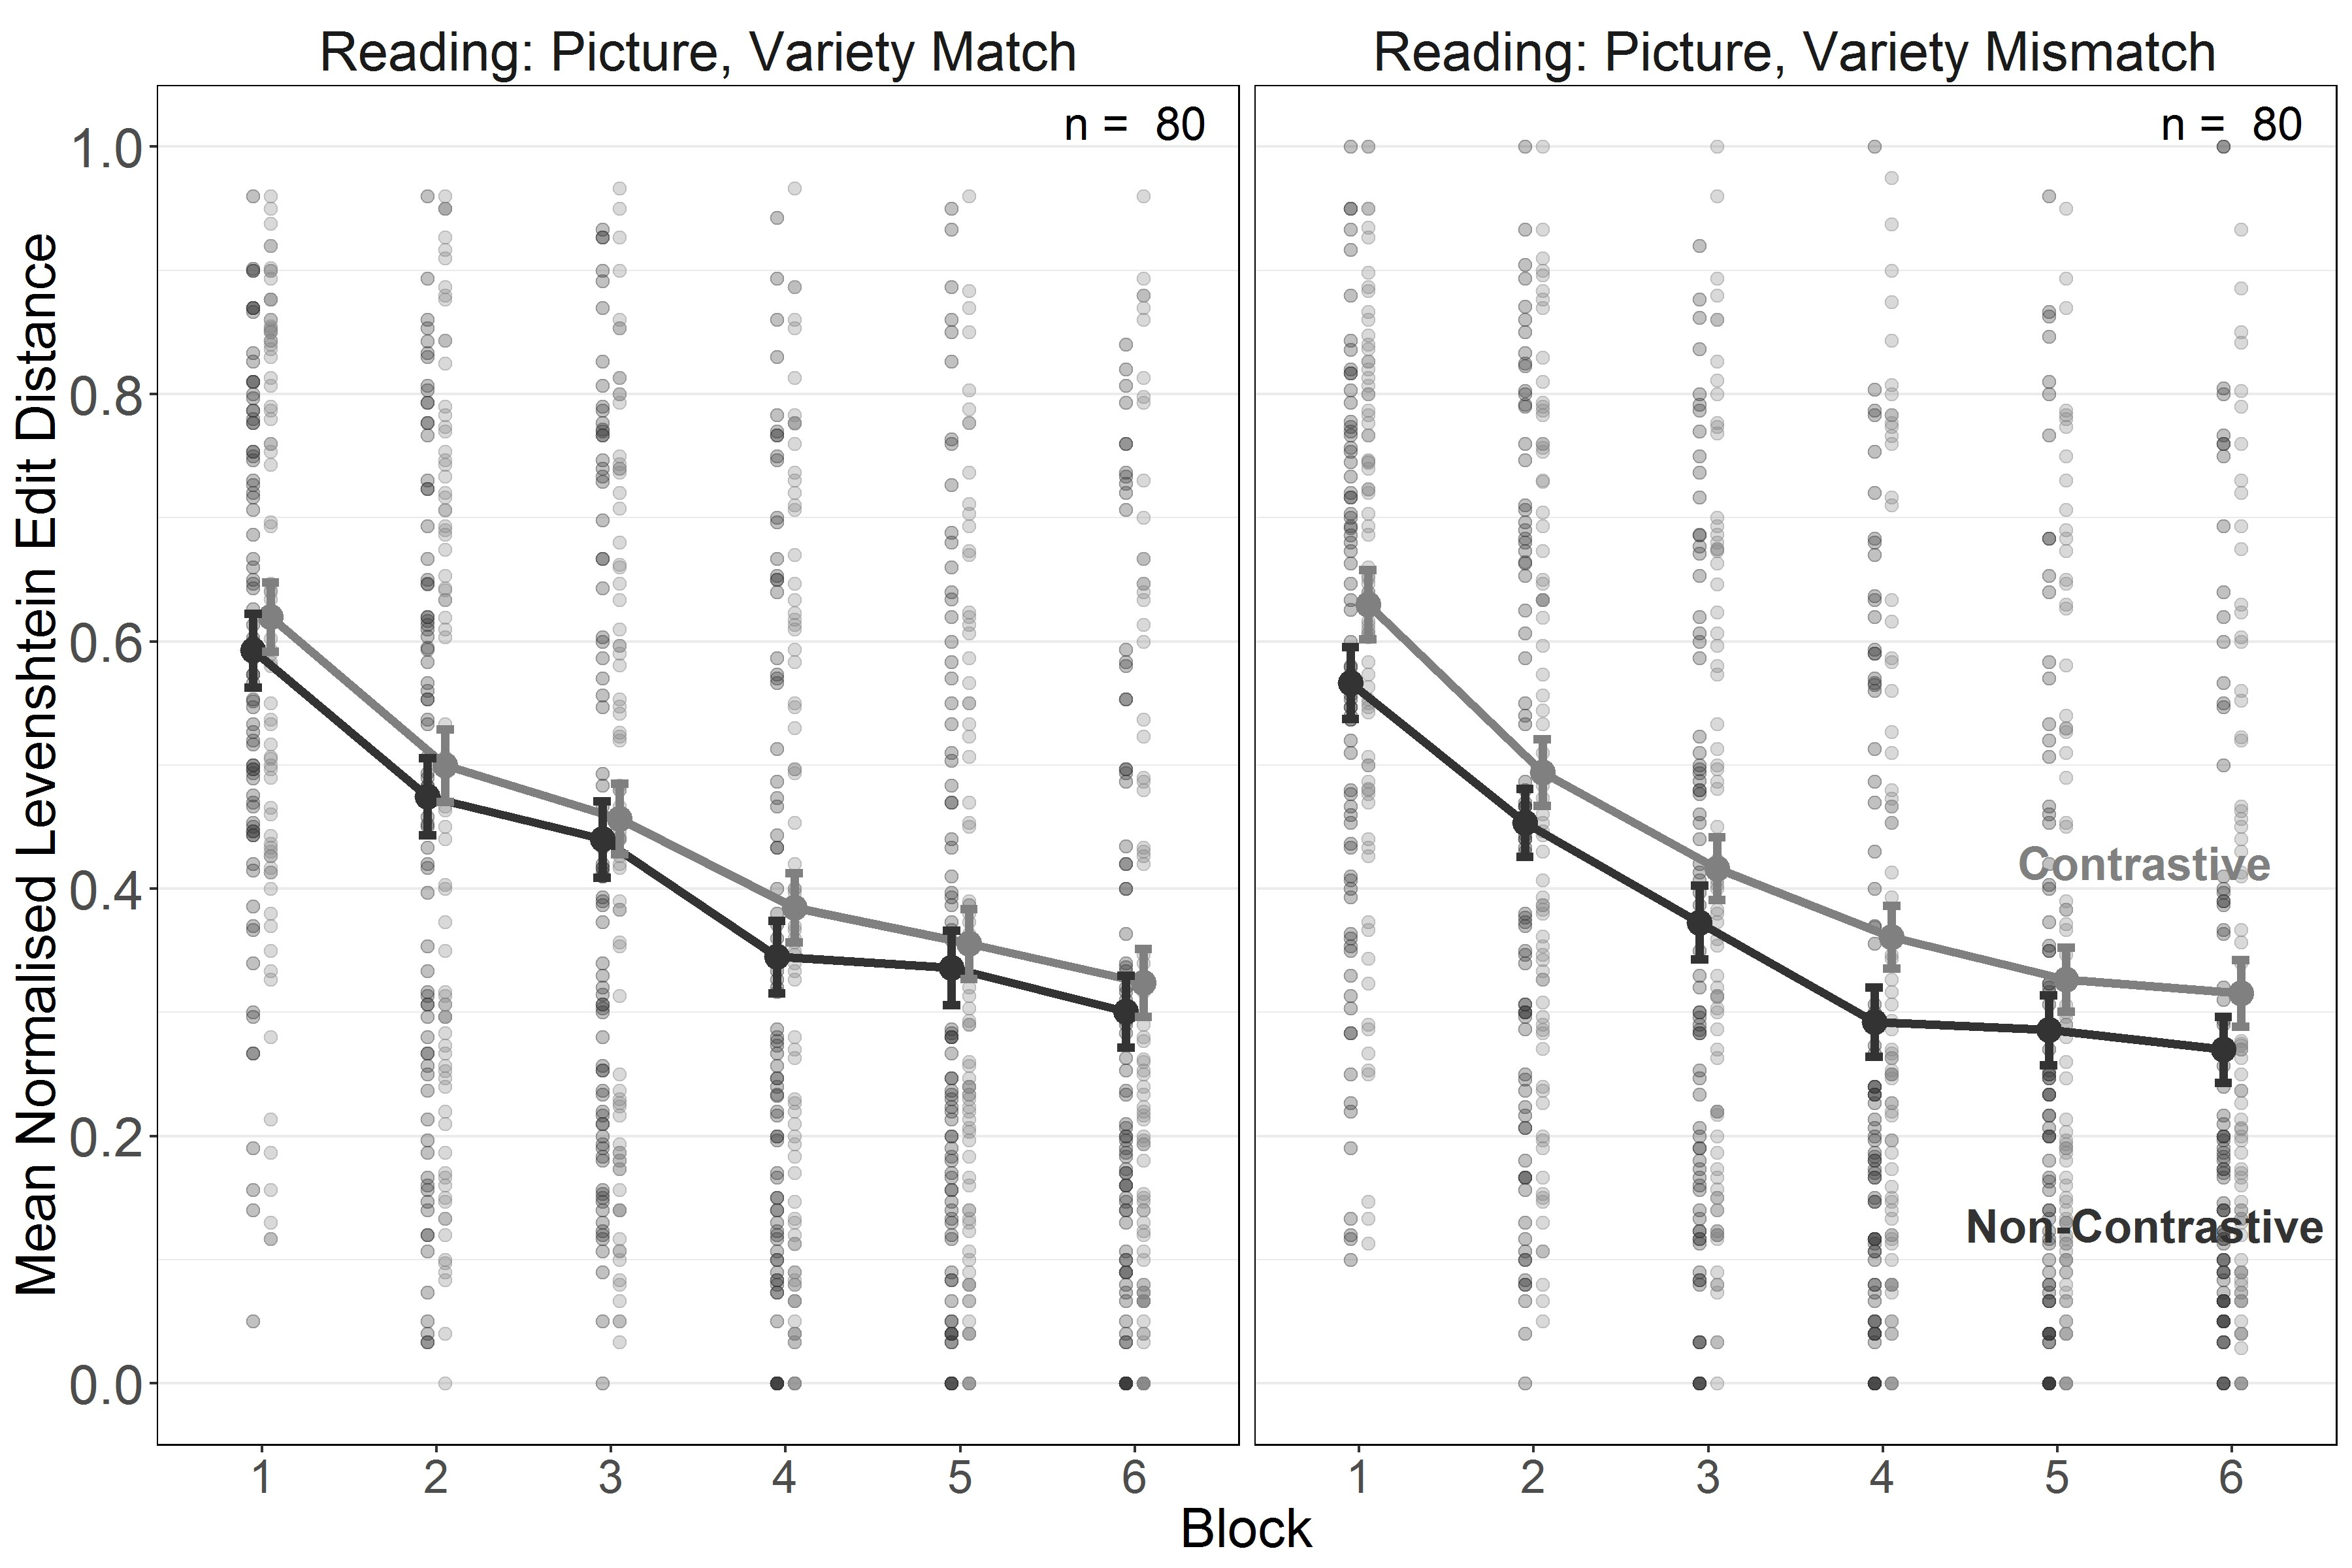 Reading: Picture, Variety Match
Reading: Picture, Variety Mismatch
n = 80
n = 80
Mean Normalised Levenshtein Edit Distance
1.0
0.8
0.6
0.4
0.2
0.0
Contrastive
Non-Contrastive
1 2 3 4 5 6
1 2 3 4 5 6
Block